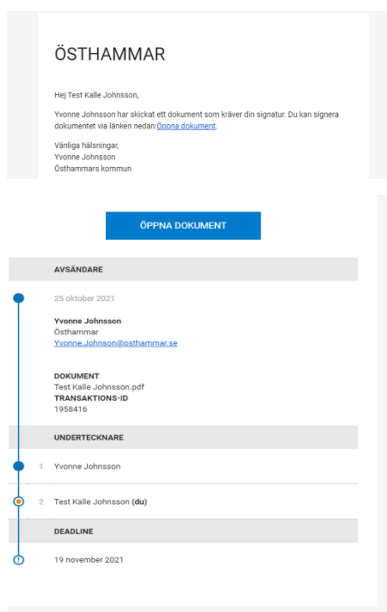 ÖSTHAMMAR
Hej Test Kalle Johnsson,
Yvonne Johnsson har skickat ett dokument som kräver din signatur. Du kan signera
dokumentet via länken nedan:Öppna dokument.
Vänliga hälsningar,
Yvonne Johnsson
Östhammars kommun
ÖPPNA DOKUMENT
AVSÄNDARE
25 oktober 2021
Yvonne Johnsson
Östhammar
Yvonne.Johnson@osthammar.se
DOKUMENT
Test Kalle Johnsson.pdf
TRANSAKTIONS-ID
1958416
UNDERTECKNARE
1 Yvonne Johnsson
2 Test Kalle Johnsson (du)
DEADLINE
19 november 2021